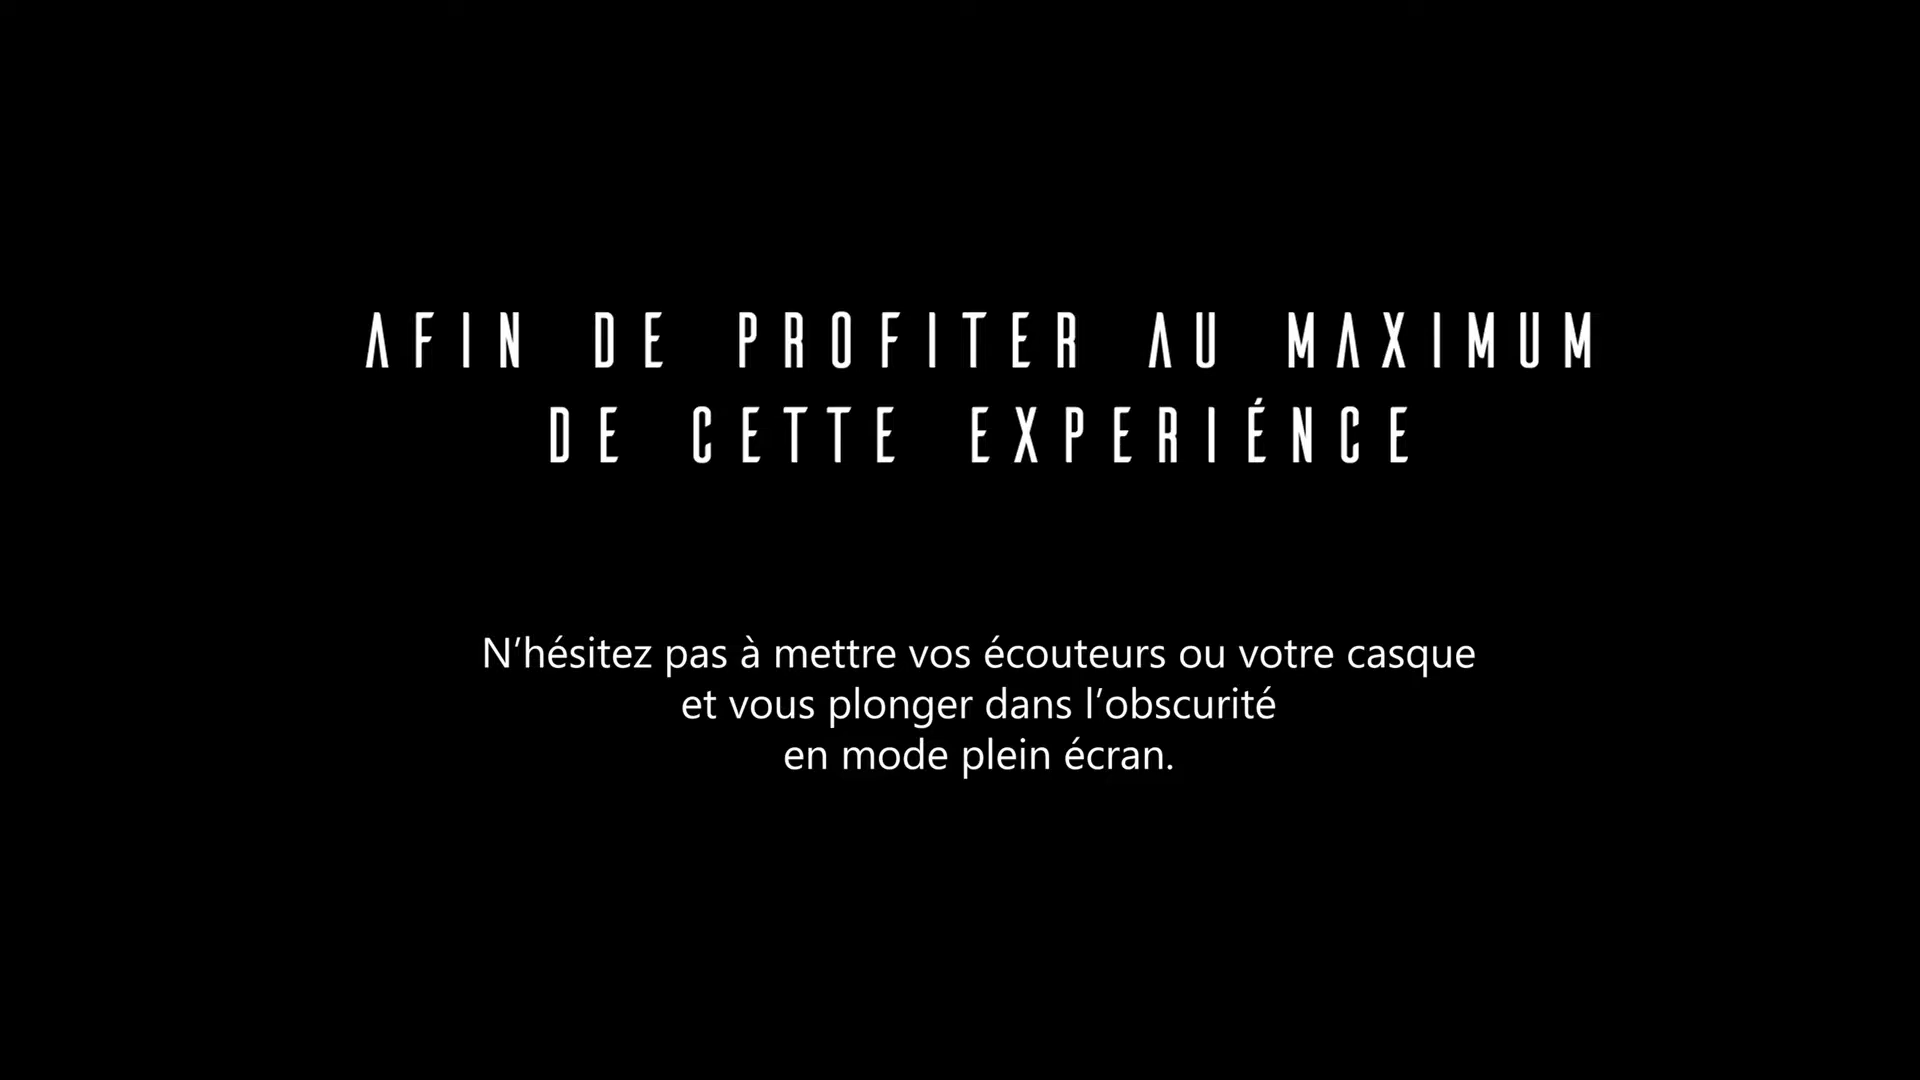 AFIN DE PROFITER AU MAXIMUM
DE CETTE EXPERIÉNCE
N’hésitez pas à mettre vos écouteurs ou votre casque
et vous plonger dans l’obscurité
en mode plein écran.